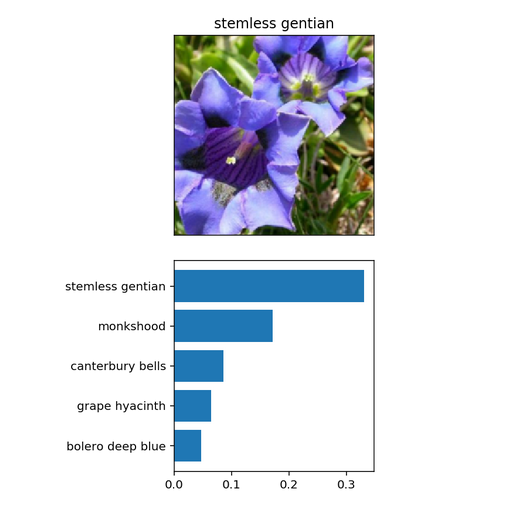 stemless gentian
stemless gentian
monkshood
canterbury bells
grape hyacinth
bolero deep blue
0.0 0.1 0.2 0.3